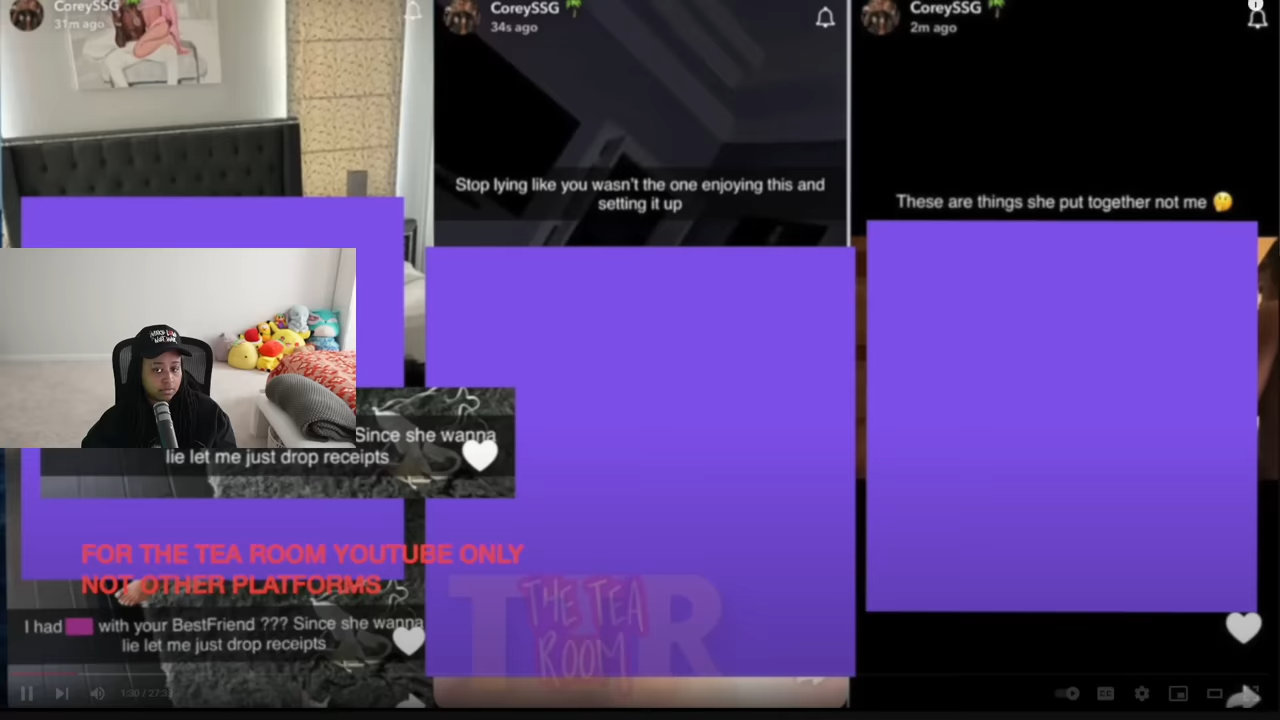 CoreySSG
31m ago
CoreySSG
34s ago
CoreySSG
2m ago
Stop lying like you wasn't the one enjoying this and
setting it up
These are things she put together not me
Since she wanna
lie let me just drop receipts
FOR THE TEA ROOM YOUTUBE ONLY
NOT OTHER PLATFORMS
THE TEA
ROOM
T R
I had with your BestFriend ??? Since she wanna
lie let me just drop receipts